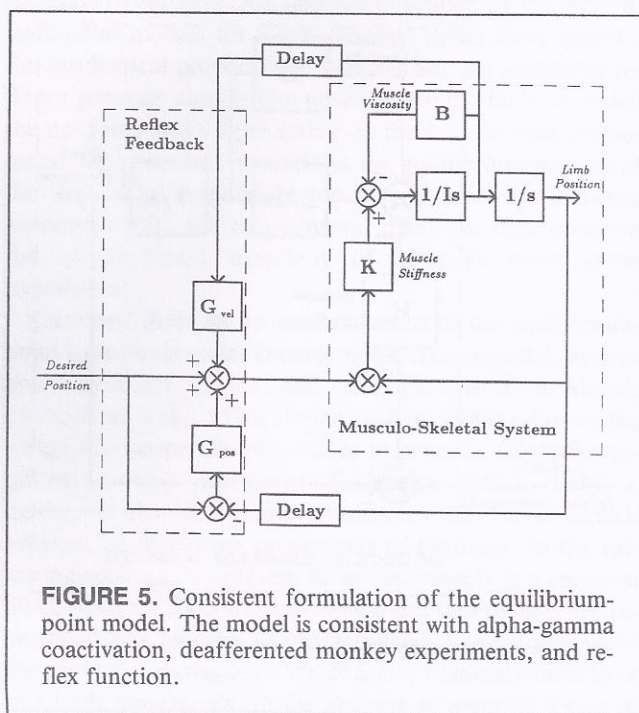 Delay
Muscle
Viscosity
B
Reflex
Feedback
Limb
Position
1/Is
1/s
K
Muscle
Stiffness
G vel
Desired
Position
+
+
+
-
-
-
Musculo-Skeletal System
G pos
-
Delay
FIGURE 5. Consistent formulation of the equilibrium-
point model. The model is consistent with alpha-gamma
coactivation, deafferented monkey experiments, and re-
flex function.